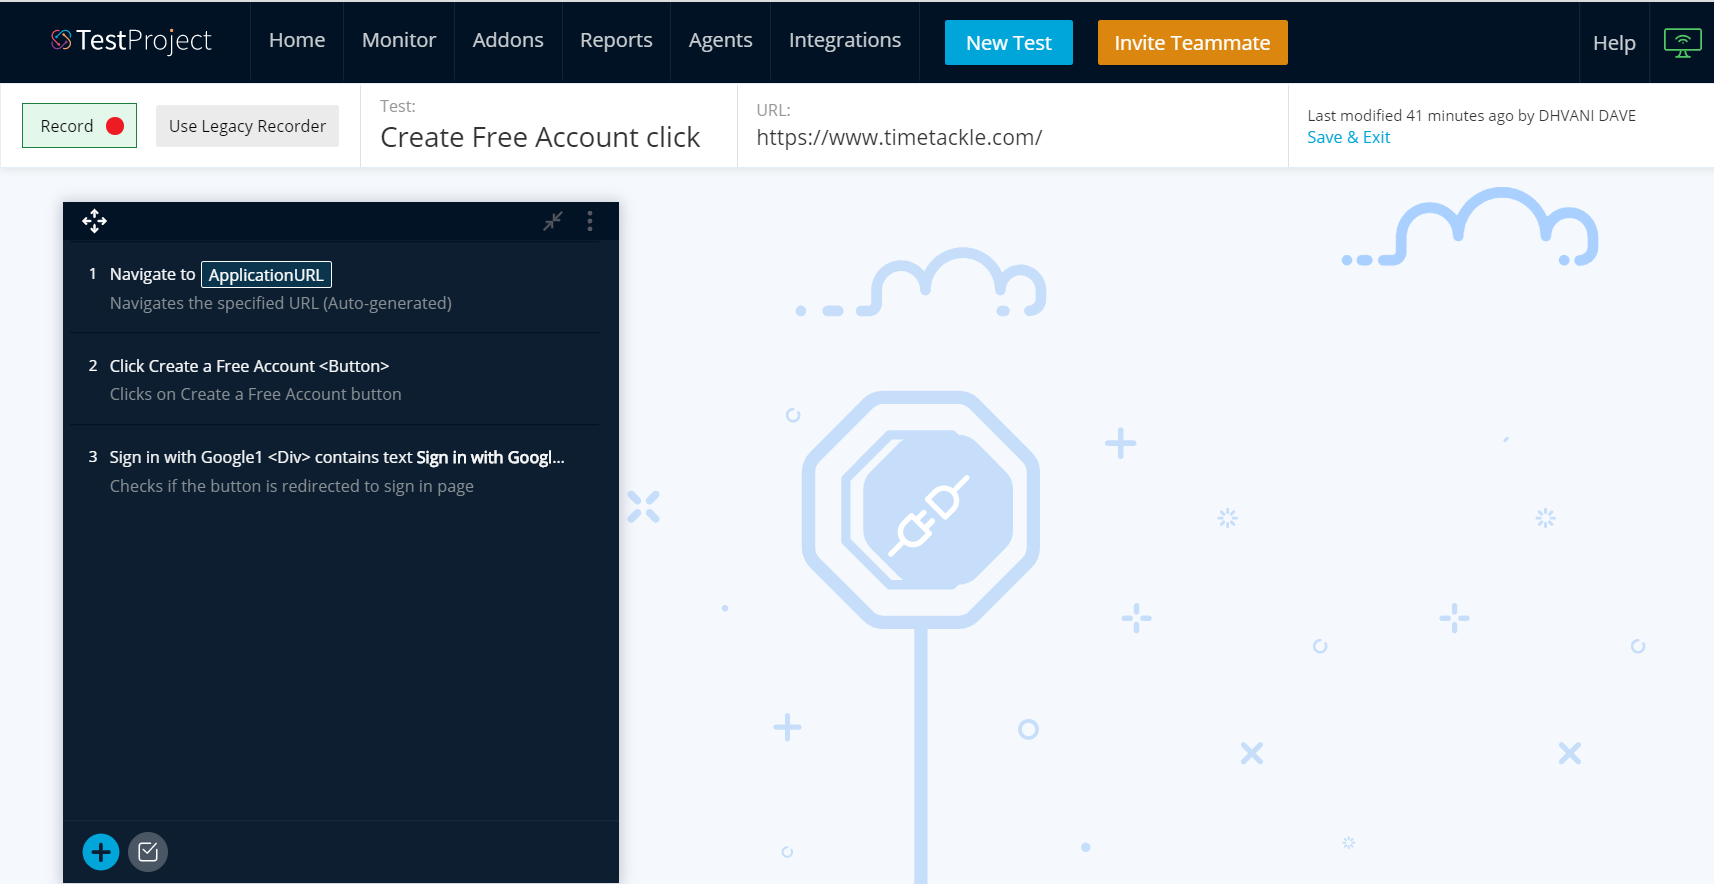 TestProject
Home
Monitor
Addons
Reports
Agents
Integrations
New Test
Invite Teammate
Help
Record
Use Legacy Recorder
Test:
Create Free Account click
URL:
https://www.timetackle.com/
Last modified 41 minutes ago by DHVANI DAVE
Save & Exit
1 Navigate to ApplicationURL
Navigates the specified URL (Auto-generated)
2 Click Create a Free Account <Button>
Clicks on Create a Free Account button
3 Sign in with Google1 <Div> contains text Sign in with Googl...
Checks if the button is redirected to sign in page